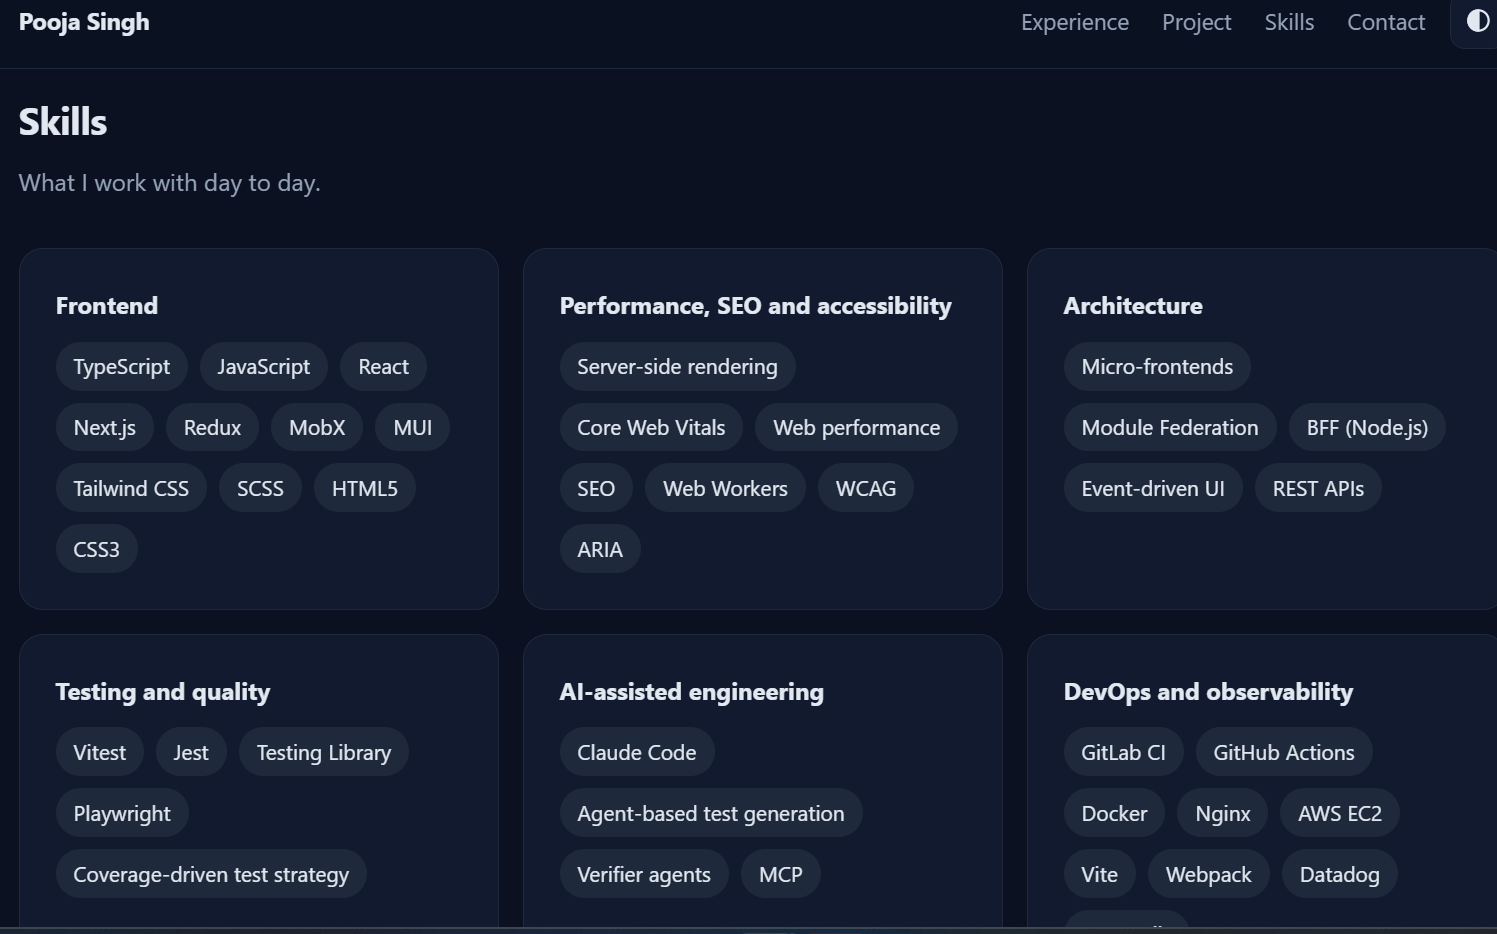 Pooja Singh
Experience Project Skills Contact
Skills
What I work with day to day.
Frontend
TypeScript JavaScript React
Next.js Redux MobX MUI
Tailwind CSS SCSS HTML5
CSS3
Performance, SEO and accessibility
Server-side rendering
Core Web Vitals Web performance
SEO Web Workers WCAG
ARIA
Architecture
Micro-frontends
Module Federation BFF (Node.js)
Event-driven UI REST APIs
Testing and quality
Vitest Jest Testing Library
Playwright
Coverage-driven test strategy
AI-assisted engineering
Claude Code
Agent-based test generation
Verifier agents MCP
DevOps and observability
GitLab CI GitHub Actions
Docker Nginx AWS EC2
Vite Webpack Datadog